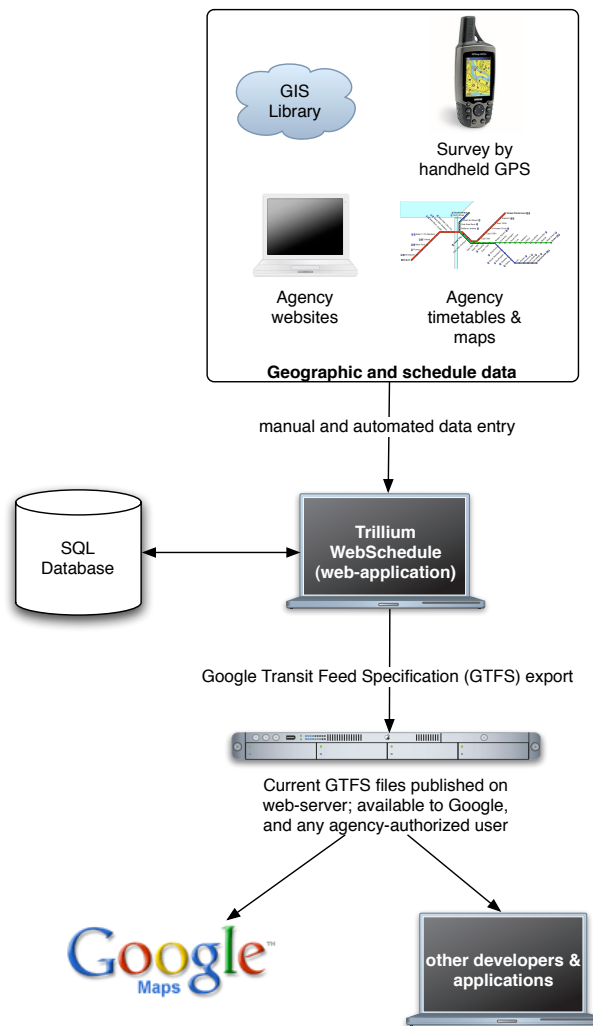 GIS
Library
Survey by
handheld GPS
Agency
websites
Agency
timetables &
maps
Geographic and schedule data
manual and automated data entry
SQL
Database
Trillium
WebSchedule
(web-application)
Google Transit Feed Specification (GTFS) export
Current GTFS files published on
web-server; available to Google,
and any agency-authorized user
Google™
Maps
other developers &
applications